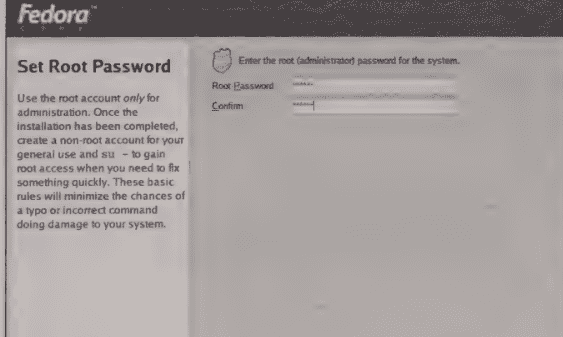 Fedora™
CORE
Set Root Password
Use the root account only for
administration. Once the
installation has been completed,
create a non-root account for your
general use and su - to gain
root access when you need to fix
something quickly. These basic
rules will minimize the chances of
a typo or incorrect command
doing damage to your system.
Enter the root (administrator) password for the system.
Root Password
Confirm